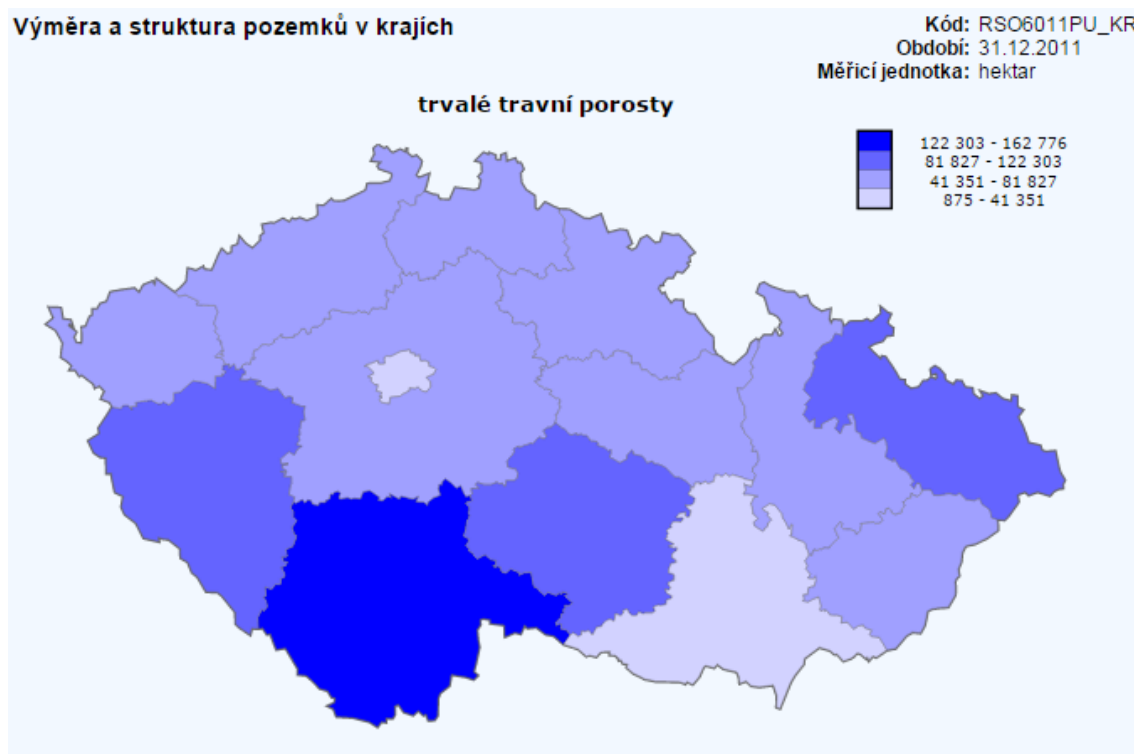 Výměra a struktura pozemků v krajích
Kód: RSO6011PU_KR
Období: 31.12.2011
Měřicí jednotka: hektar
trvalé travní porosty
122 303 - 162 776
81 827 - 122 303
41 351 - 81 827
875 - 41 351